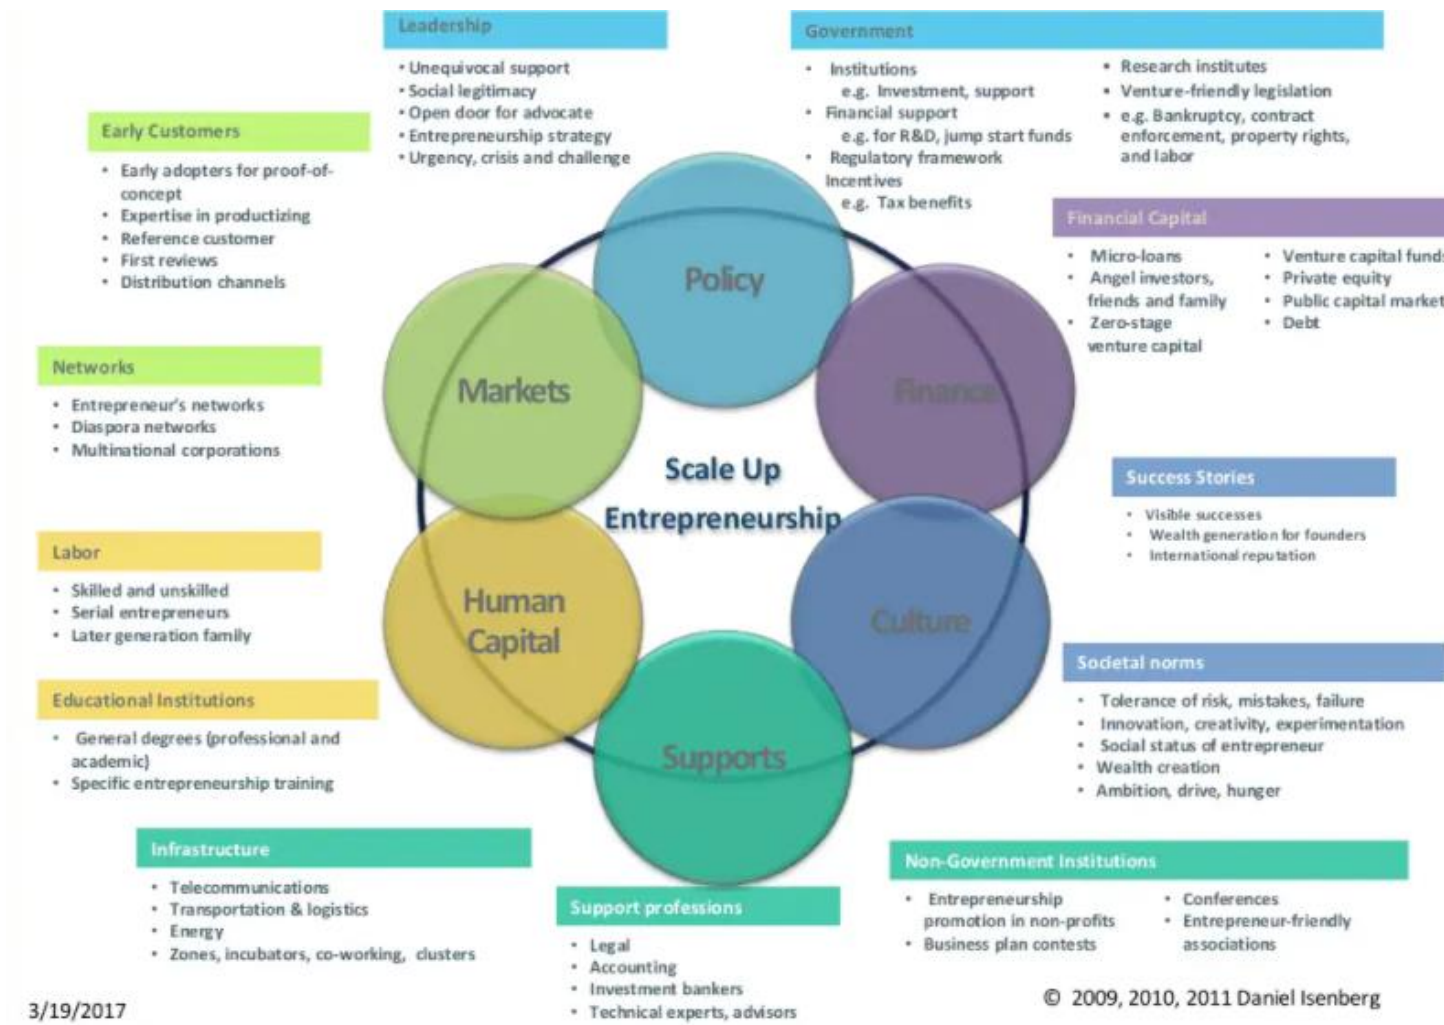 Leadership
• Unequivocal support
• Social legitimacy
• Open door for advocate
• Entrepreneurship strategy
• Urgency, crisis and challenge
Government
• Institutions
e.g. Investment, support
• Financial support
e.g. for R&D, jump start funds
• Regulatory framework
Incentives
e.g. Tax benefits
• Research institutes
• Venture-friendly legislation
• e.g. Bankruptcy, contract
enforcement, property rights,
and labor
Early Customers
• Early adopters for proof-of-
concept
• Expertise in productizing
• Reference customer
• First reviews
• Distribution channels
Financial Capital
• Micro-loans
• Angel investors,
friends and family
• Zero-stage
venture capital
• Venture capital funds
• Private equity
• Public capital market
• Debt
Networks
• Entrepreneur's networks
• Diaspora networks
• Multinational corporations
Policy
Markets
Finance
Scale Up
Entrepreneurship
Human
Capital
Culture
Supports
Success Stories
• Visible successes
• Wealth generation for founders
• International reputation
Labor
• Skilled and unskilled
• Serial entrepreneurs
• Later generation family
Societal norms
• Tolerance of risk, mistakes, failure
• Innovation, creativity, experimentation
• Social status of entrepreneur
• Wealth creation
• Ambition, drive, hunger
Educational Institutions
• General degrees (professional and
academic)
• Specific entrepreneurship training
Infrastructure
• Telecommunications
• Transportation & logistics
• Energy
• Zones, incubators, co-working, clusters
Support professions
• Legal
• Accounting
• Investment bankers
• Technical experts, advisors
Non-Government Institutions
• Entrepreneurship
promotion in non-profits
• Business plan contests
• Conferences
• Entrepreneur-friendly
associations
3/19/2017
© 2009, 2010, 2011 Daniel Isenberg